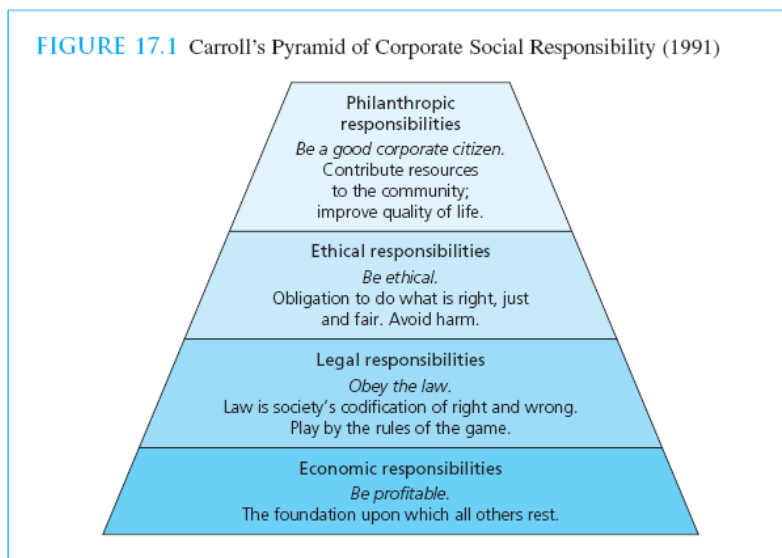 FIGURE 17.1 Carroll’s Pyramid of Corporate Social Responsibility (1991)
Philanthropic
responsibilities
Be a good corporate citizen.
Contribute resources
to the community;
improve quality of life.
Ethical responsibilities
Be ethical.
Obligation to do what is right, just
and fair. Avoid harm.
Legal responsibilities
Obey the law.
Law is society’s codification of right and wrong.
Play by the rules of the game.
Economic responsibilities
Be profitable.
The foundation upon which all others rest.